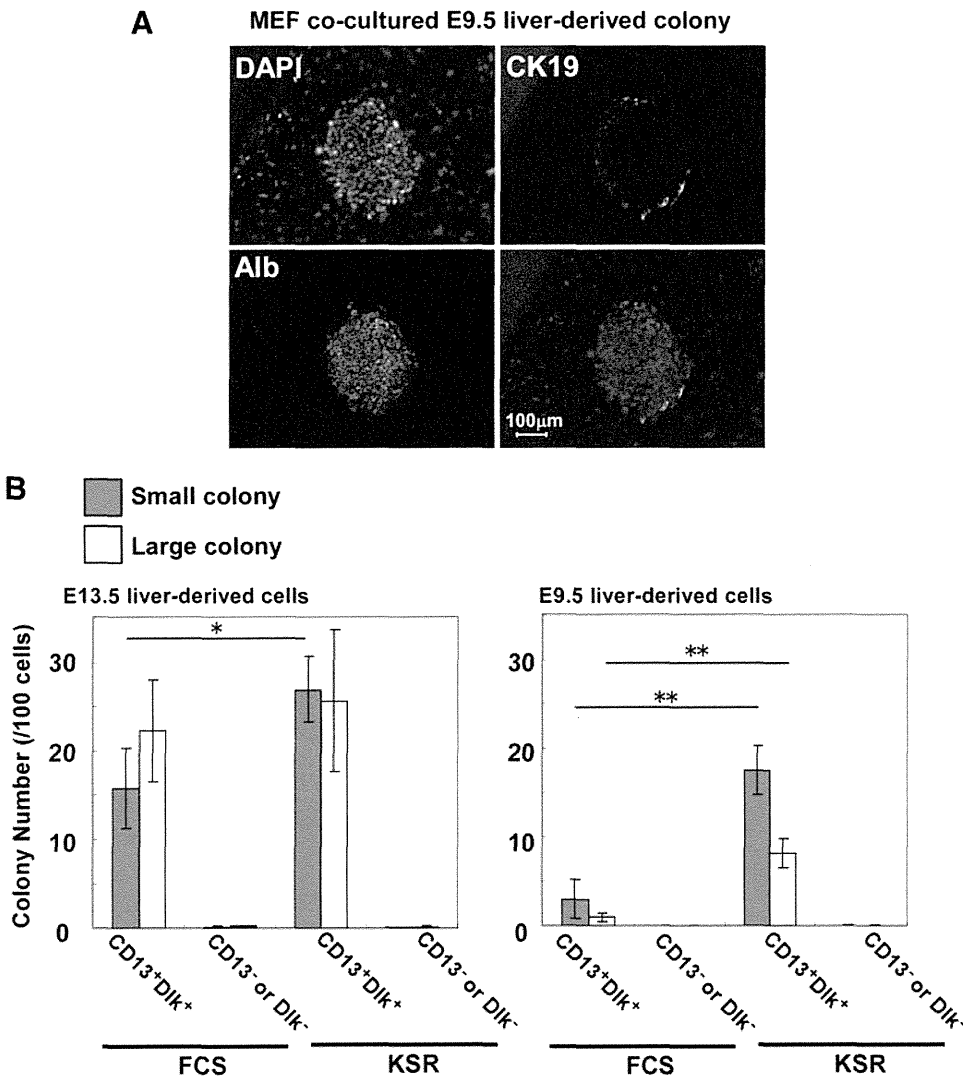 A
MEF co-cultured E9.5 liver-derived colony
DAPI
CK19
Alb
100μm
B
Small colony
Large colony
E13.5 liver-derived cells
E9.5 liver-derived cells
Colony Number (/100 cells)
30
20
10
0
*
30
20
10
0
**
**
CD13⁺Dlk⁺
CD13⁻ or Dlk⁻
CD13⁺Dlk⁺
CD13⁻ or Dlk⁻
CD13⁺Dlk⁺
CD13⁻ or Dlk⁻
CD13⁺Dlk⁺
CD13⁻ or Dlk⁻
FCS
KSR
FCS
KSR